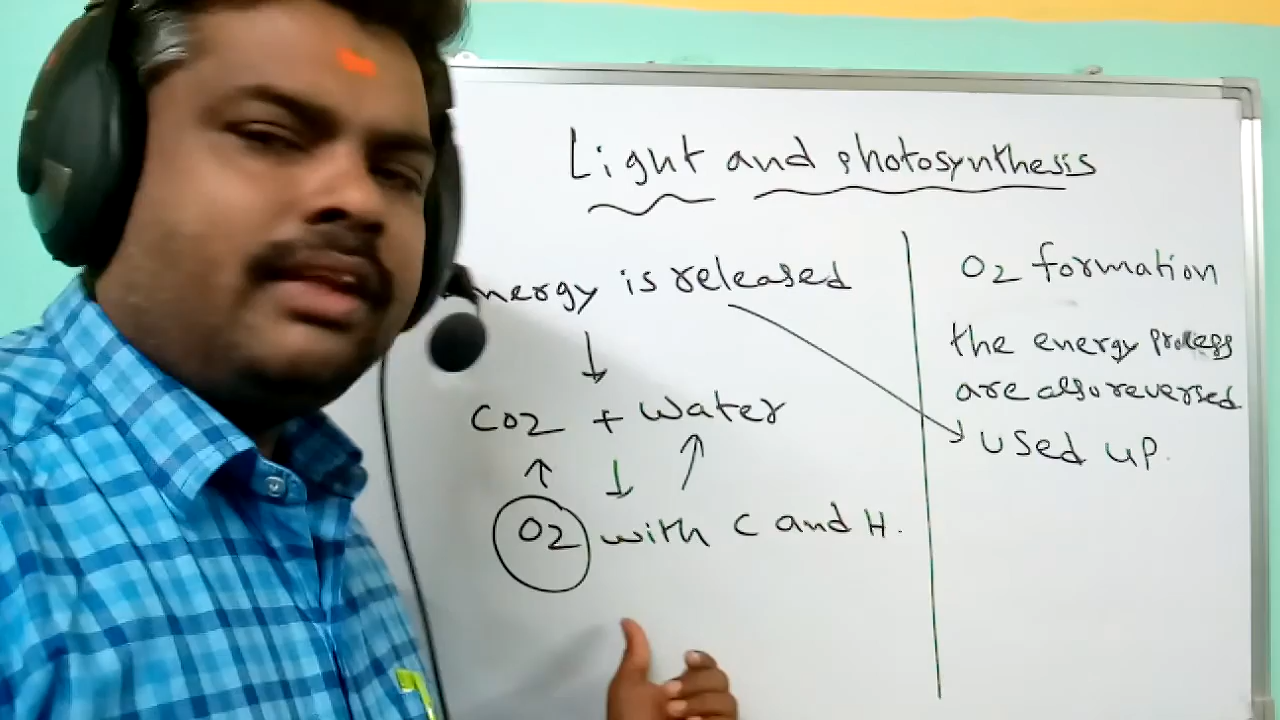 Light and photosynthesis
Energy is released
CO2 + Water
O2 with C and H.
O2 formation
the energy process
are also reversed
used up.